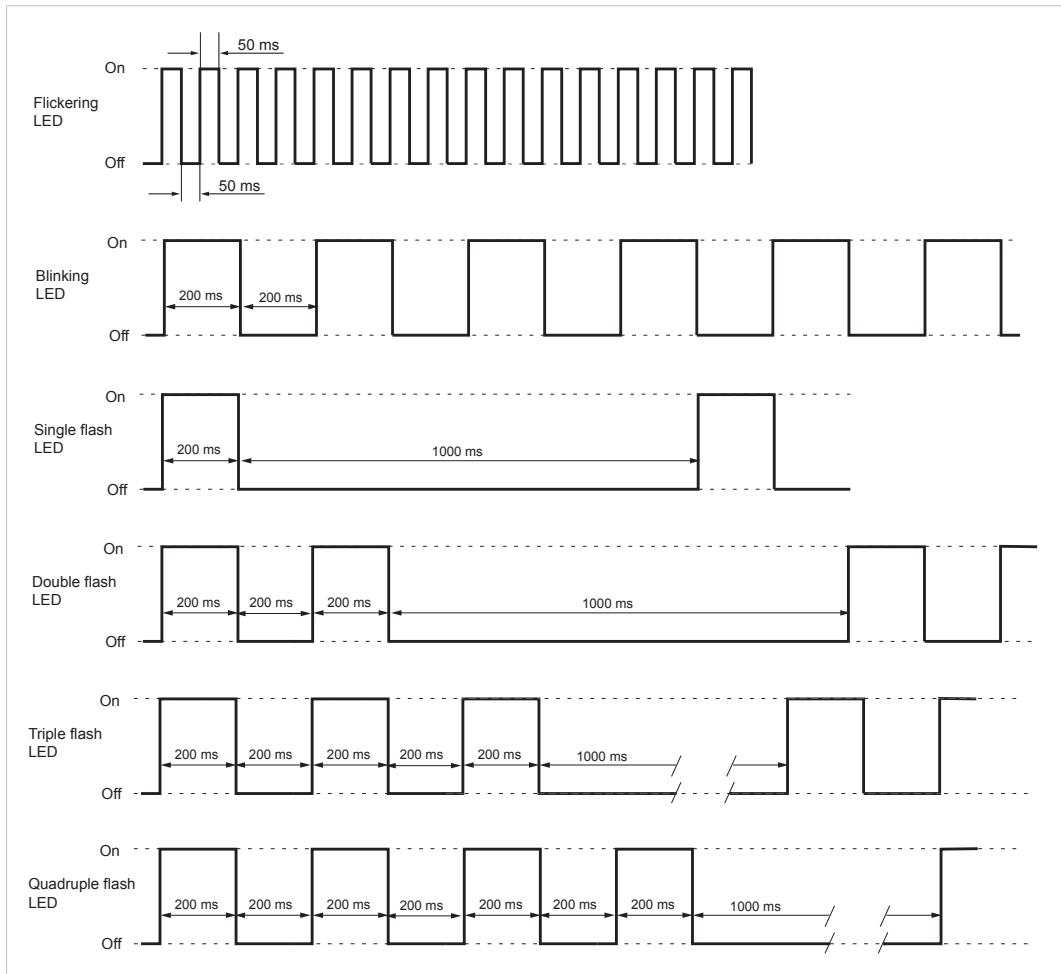 50 ms
On
Flickering
LED
Off
50 ms
On
Blinking
LED
200 ms 200 ms
Off
On
Single flash
LED
200 ms 1000 ms
Off
On
Double flash
LED
200 ms 200 ms 200 ms 1000 ms
Off
On
Triple flash
LED
200 ms 200 ms 200 ms 200 ms 200 ms 1000 ms
Off
On
Quadruple flash
LED
200 ms 200 ms 200 ms 200 ms 200 ms 200 ms 200 ms 1000 ms
Off